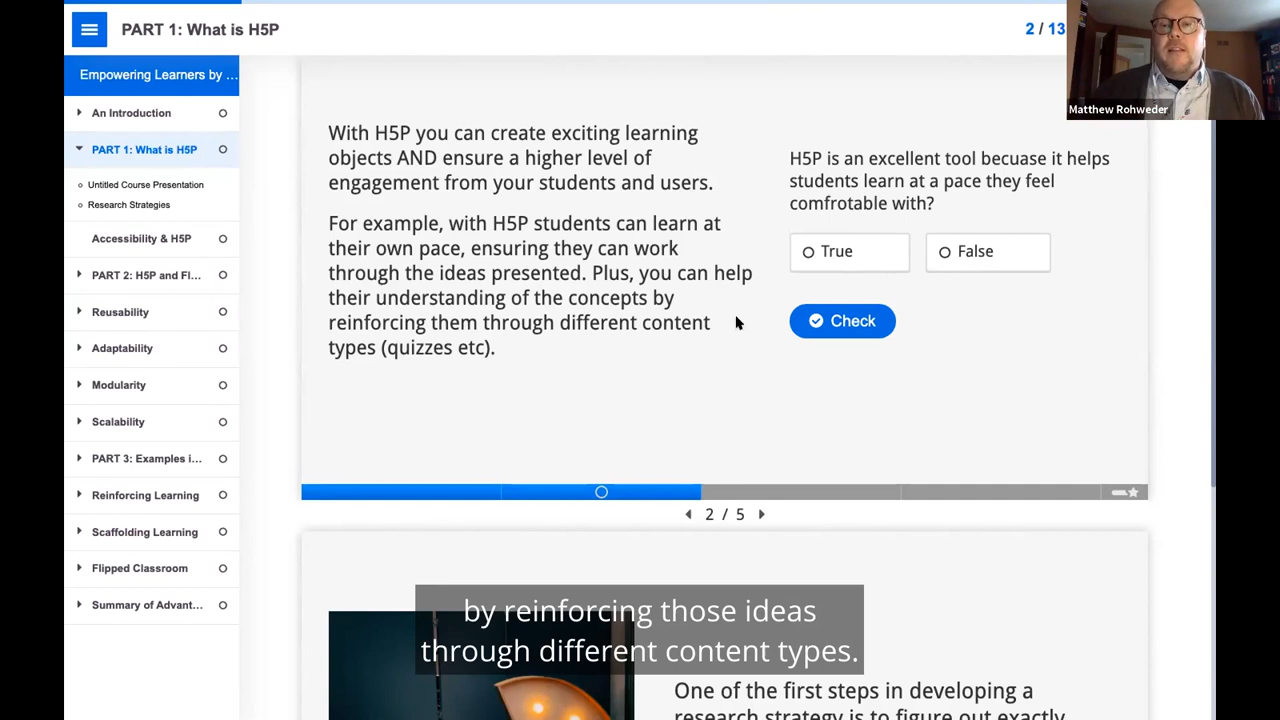 PART 1: What is H5P
2 / 13
Matthew Rohweder
Empowering Learners by ...
An Introduction
PART 1: What is H5P
Untitled Course Presentation
Research Strategies
Accessibility & H5P
PART 2: H5P and Fl...
Reusability
Adaptability
Modularity
Scalability
PART 3: Examples i...
Reinforcing Learning
Scaffolding Learning
Flipped Classroom
Summary of Advant...
With H5P you can create exciting learning
objects AND ensure a higher level of
engagement from your students and users.
For example, with H5P students can learn at
their own pace, ensuring they can work
through the ideas presented. Plus, you can help
their understanding of the concepts by
reinforcing them through different content
types (quizzes etc).
H5P is an excellent tool becuase it helps
students learn at a pace they feel
comfrotable with?
True
False
Check
2 / 5
by reinforcing those ideas
through different content types.
One of the first steps in developing a
research strategy is to figure out exactly